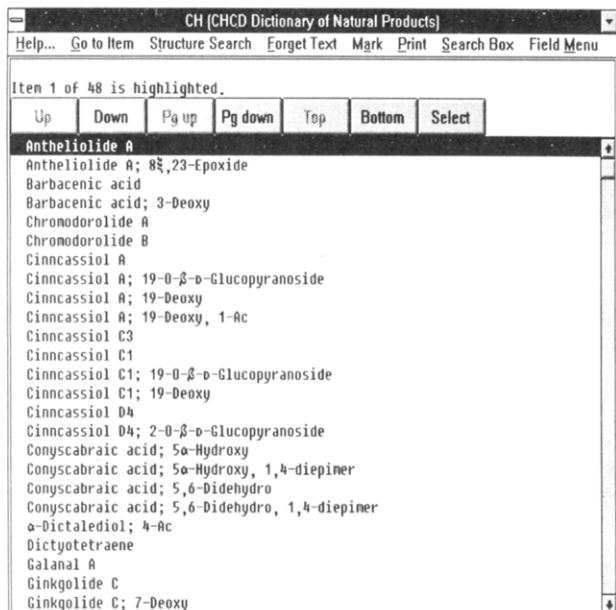 CH (CHCD Dictionary of Natural Products)
Help... Go to Item Structure Search Forget Text Mark Print Search Box Field Menu
Item 1 of 48 is highlighted.
Up Down Pg up Pg down Top Bottom Select
Antheliolide A
Antheliolide A; 8ξ,23-Epoxide
Barbacenic acid
Barbacenic acid; 3-Deoxy
Chromodorolide A
Chromodorolide B
Cinncassiol A
Cinncassiol A; 19-O-β-D-Glucopyranoside
Cinncassiol A; 19-Deoxy
Cinncassiol A; 19-Deoxy, 1-Ac
Cinncassiol C3
Cinncassiol C1
Cinncassiol C1; 19-O-β-D-Glucopyranoside
Cinncassiol C1; 19-Deoxy
Cinncassiol D4
Cinncassiol D4; 2-O-β-D-Glucopyranoside
Conyscabraic acid; 5α-Hydroxy
Conyscabraic acid; 5α-Hydroxy, 1,4-diepimer
Conyscabraic acid; 5,6-Didehydro
Conyscabraic acid; 5,6-Didehydro, 1,4-diepimer
α-Dictalediol; 4-Ac
Dictyotetraene
Galanal A
Ginkgolide C
Ginkgolide C; 7-Deoxy